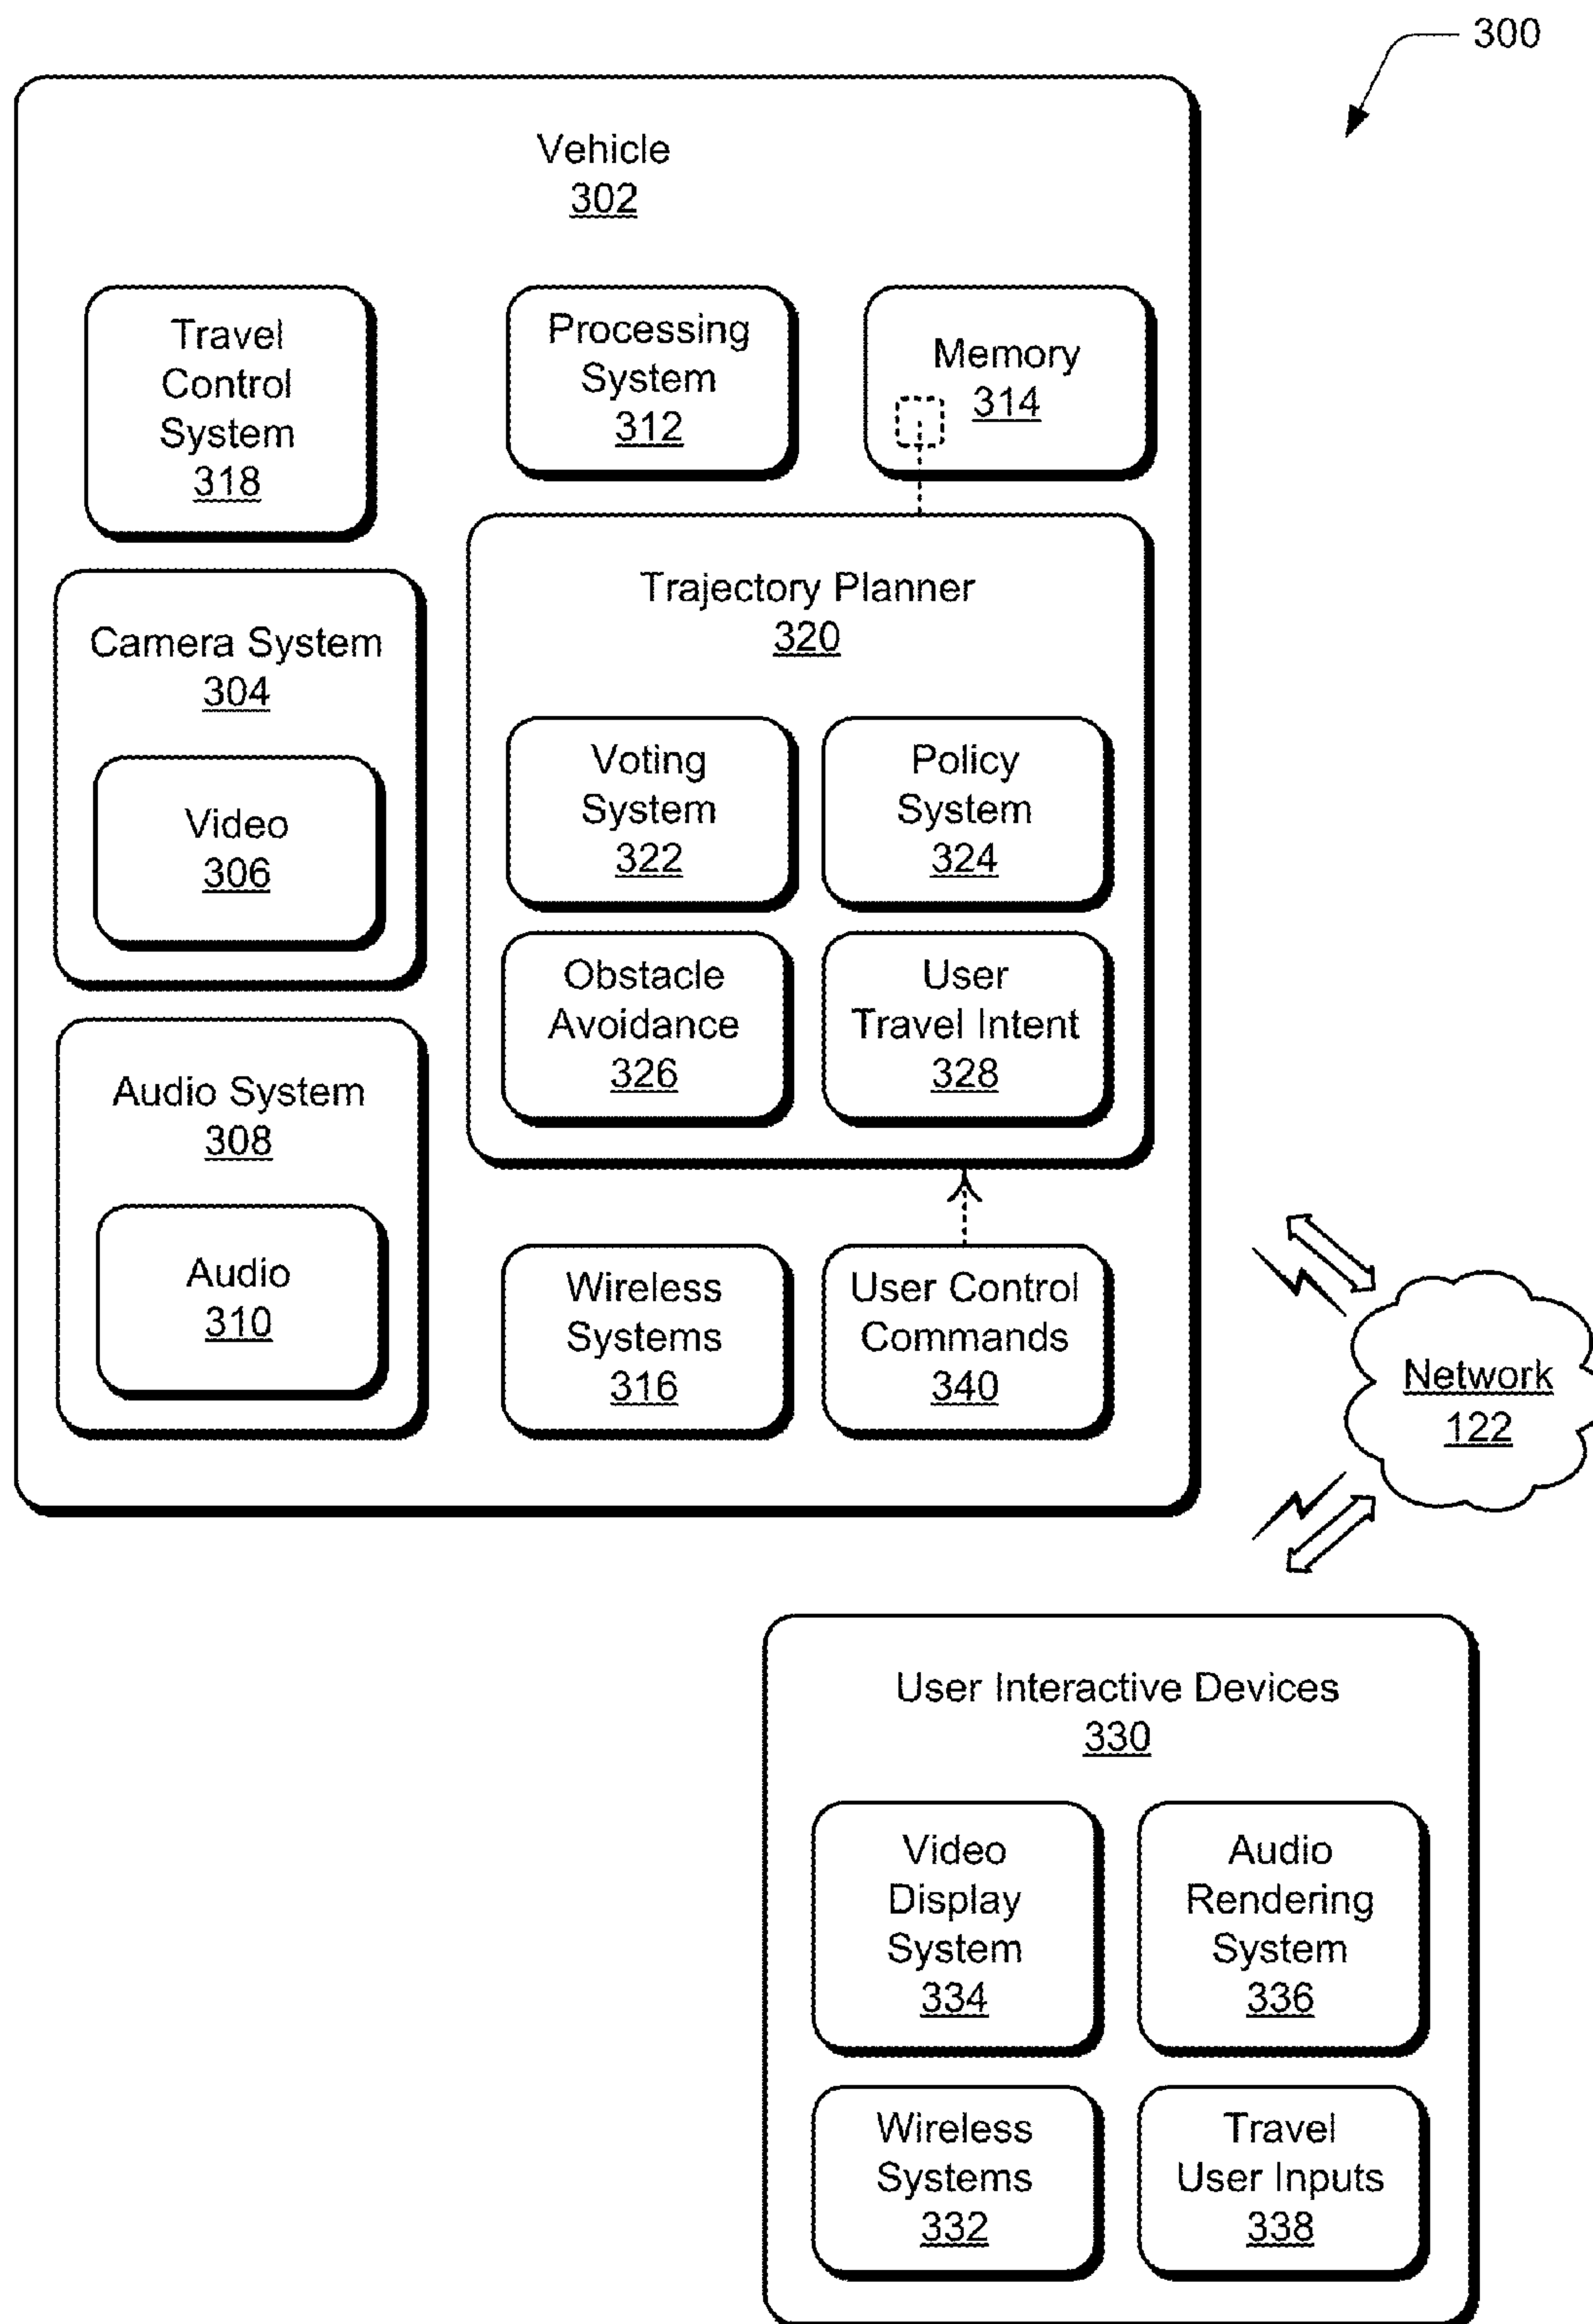 300
Vehicle
302
Travel
Control
System
318
Processing
System
312
Memory
314
Camera System
304
Video
306
Trajectory Planner
320
Voting
System
322
Policy
System
324
Obstacle
Avoidance
326
User
Travel Intent
328
Audio System
308
Audio
310
Wireless
Systems
316
User Control
Commands
340
Network
122
User Interactive Devices
330
Video
Display
System
334
Audio
Rendering
System
336
Wireless
Systems
332
Travel
User Inputs
338